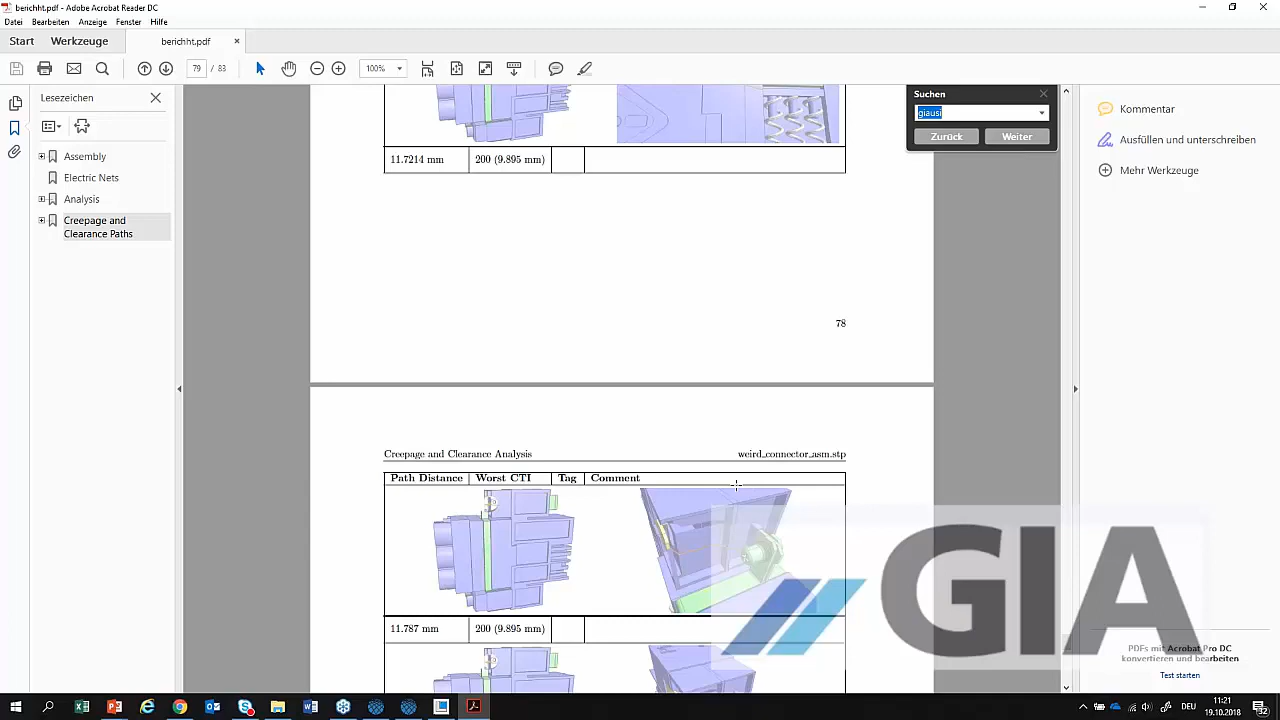 berichht.pdf - Adobe Acrobat Reader DC
Datei Bearbeiten Anzeige Fenster Hilfe
Start Werkzeuge berichht.pdf
79 / 83 100%
Lesezeichen
Assembly
Electric Nets
Analysis
Creepage and
Clearance Paths
11.7214 mm 200 (9.895 mm)
78
Creepage and Clearance Analysis weird_connector_asm.stp
Path Distance Worst CTI Tag Comment
11.787 mm 200 (9.895 mm)
Suchen
giausi
Zurück Weiter
Kommentar
Ausfüllen und unterschreiben
Mehr Werkzeuge
GIA
PDFs mit Acrobat Pro DC
konvertieren und bearbeiten
Test starten
DEU
11:21
19.10.2018